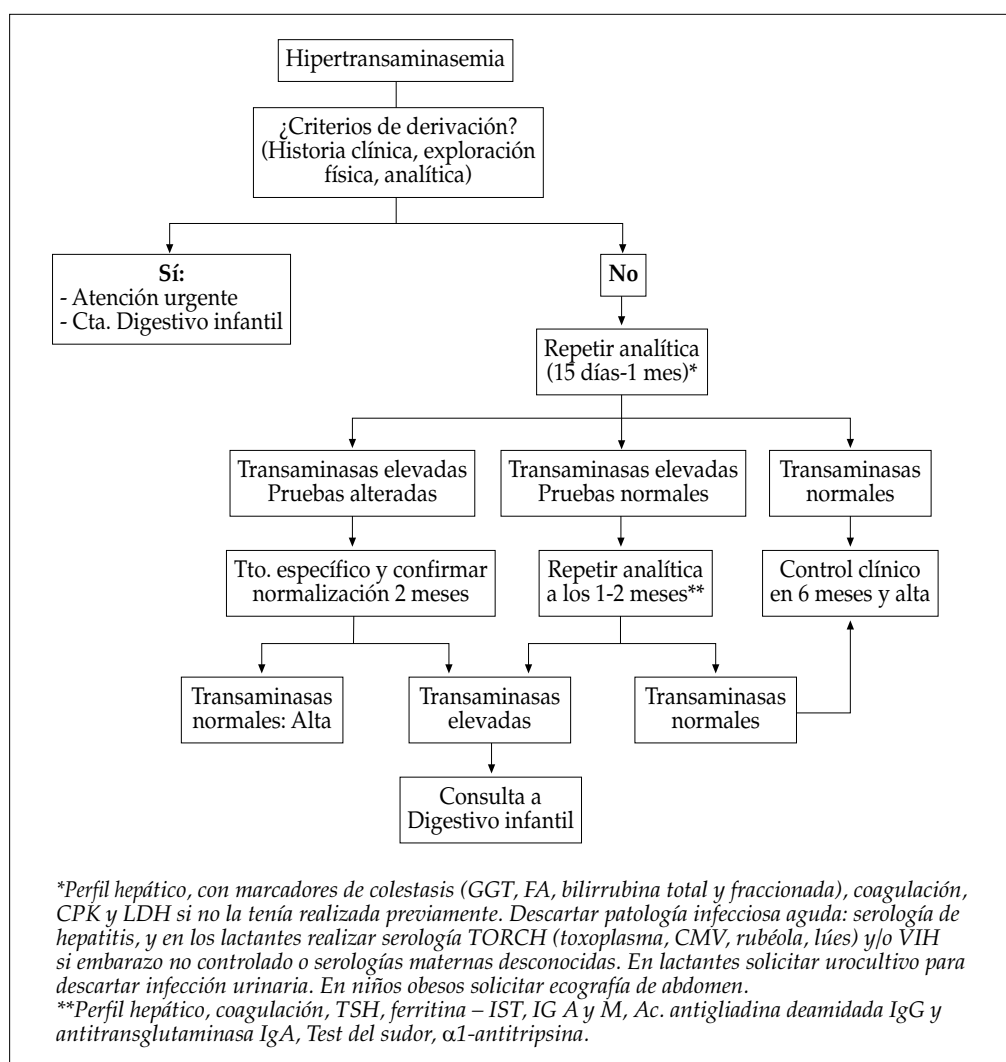 Hipertransaminasemia
¿Criterios de derivación?
(Historia clínica, exploración
física, analítica)
Sí:
- Atención urgente
- Cta. Digestivo infantil
No
Repetir analítica
(15 días-1 mes)*
Transaminasas elevadas
Pruebas alteradas
Transaminasas elevadas
Pruebas normales
Transaminasas
normales
Tto. específico y confirmar
normalización 2 meses
Repetir analítica
a los 1-2 meses**
Control clínico
en 6 meses y alta
Transaminasas
normales: Alta
Transaminasas
elevadas
Transaminasas
normales
Consulta a
Digestivo infantil
*Perfil hepático, con marcadores de colestasis (GGT, FA, bilirrubina total y fraccionada), coagulación,
CPK y LDH si no la tenía realizada previamente. Descartar patología infecciosa aguda: serología de
hepatitis, y en los lactantes realizar serología TORCH (toxoplasma, CMV, rubéola, lúes) y/o VIH
si embarazo no controlado o serologías maternas desconocidas. En lactantes solicitar urocultivo para
descartar infección urinaria. En niños obesos solicitar ecografía de abdomen.
**Perfil hepático, coagulación, TSH, ferritina – IST, IG A y M, Ac. antigliadina deamidada IgG y
antitransglutaminasa IgA, Test del sudor, α1-antitripsina.